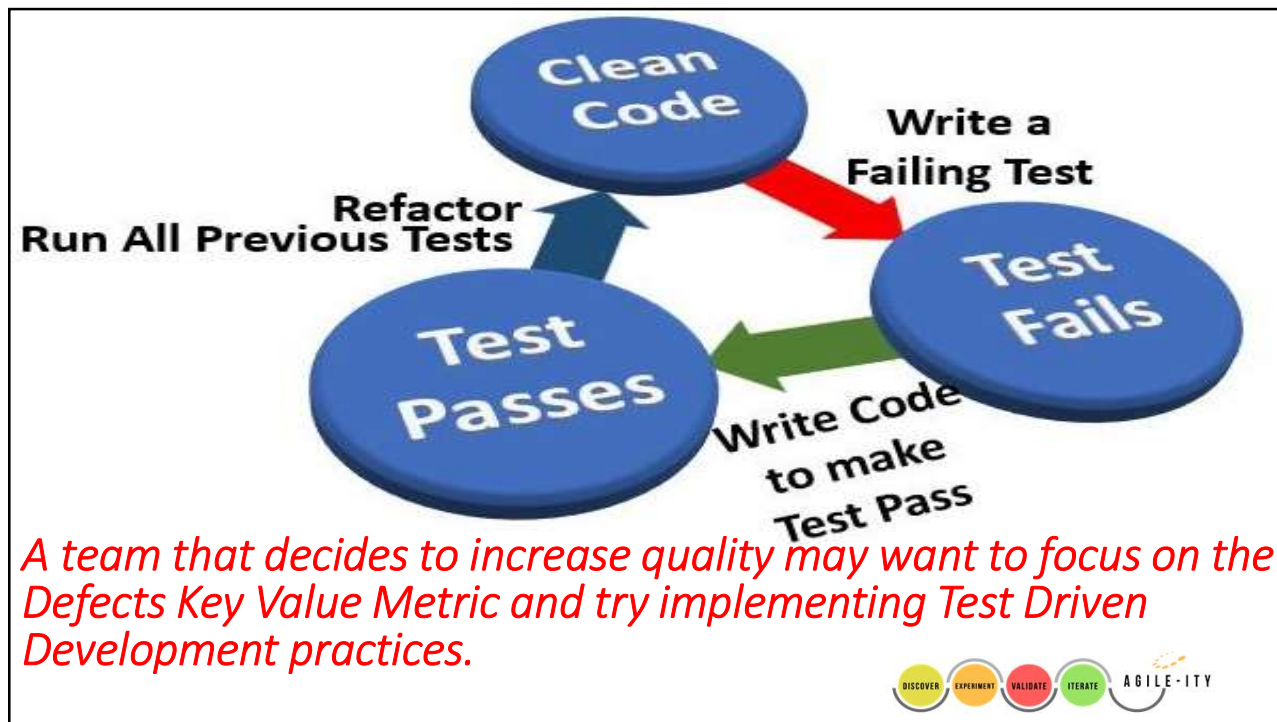 Clean
Code
Write a
Failing Test
Refactor
Run All Previous Tests
Test
Fails
Test
Passes
Write Code
to make
Test Pass
A team that decides to increase quality may want to focus on the
Defects Key Value Metric and try implementing Test Driven
Development practices.
DISCOVER EXPERIMENT VALIDATE ITERATE AGILE-ITY